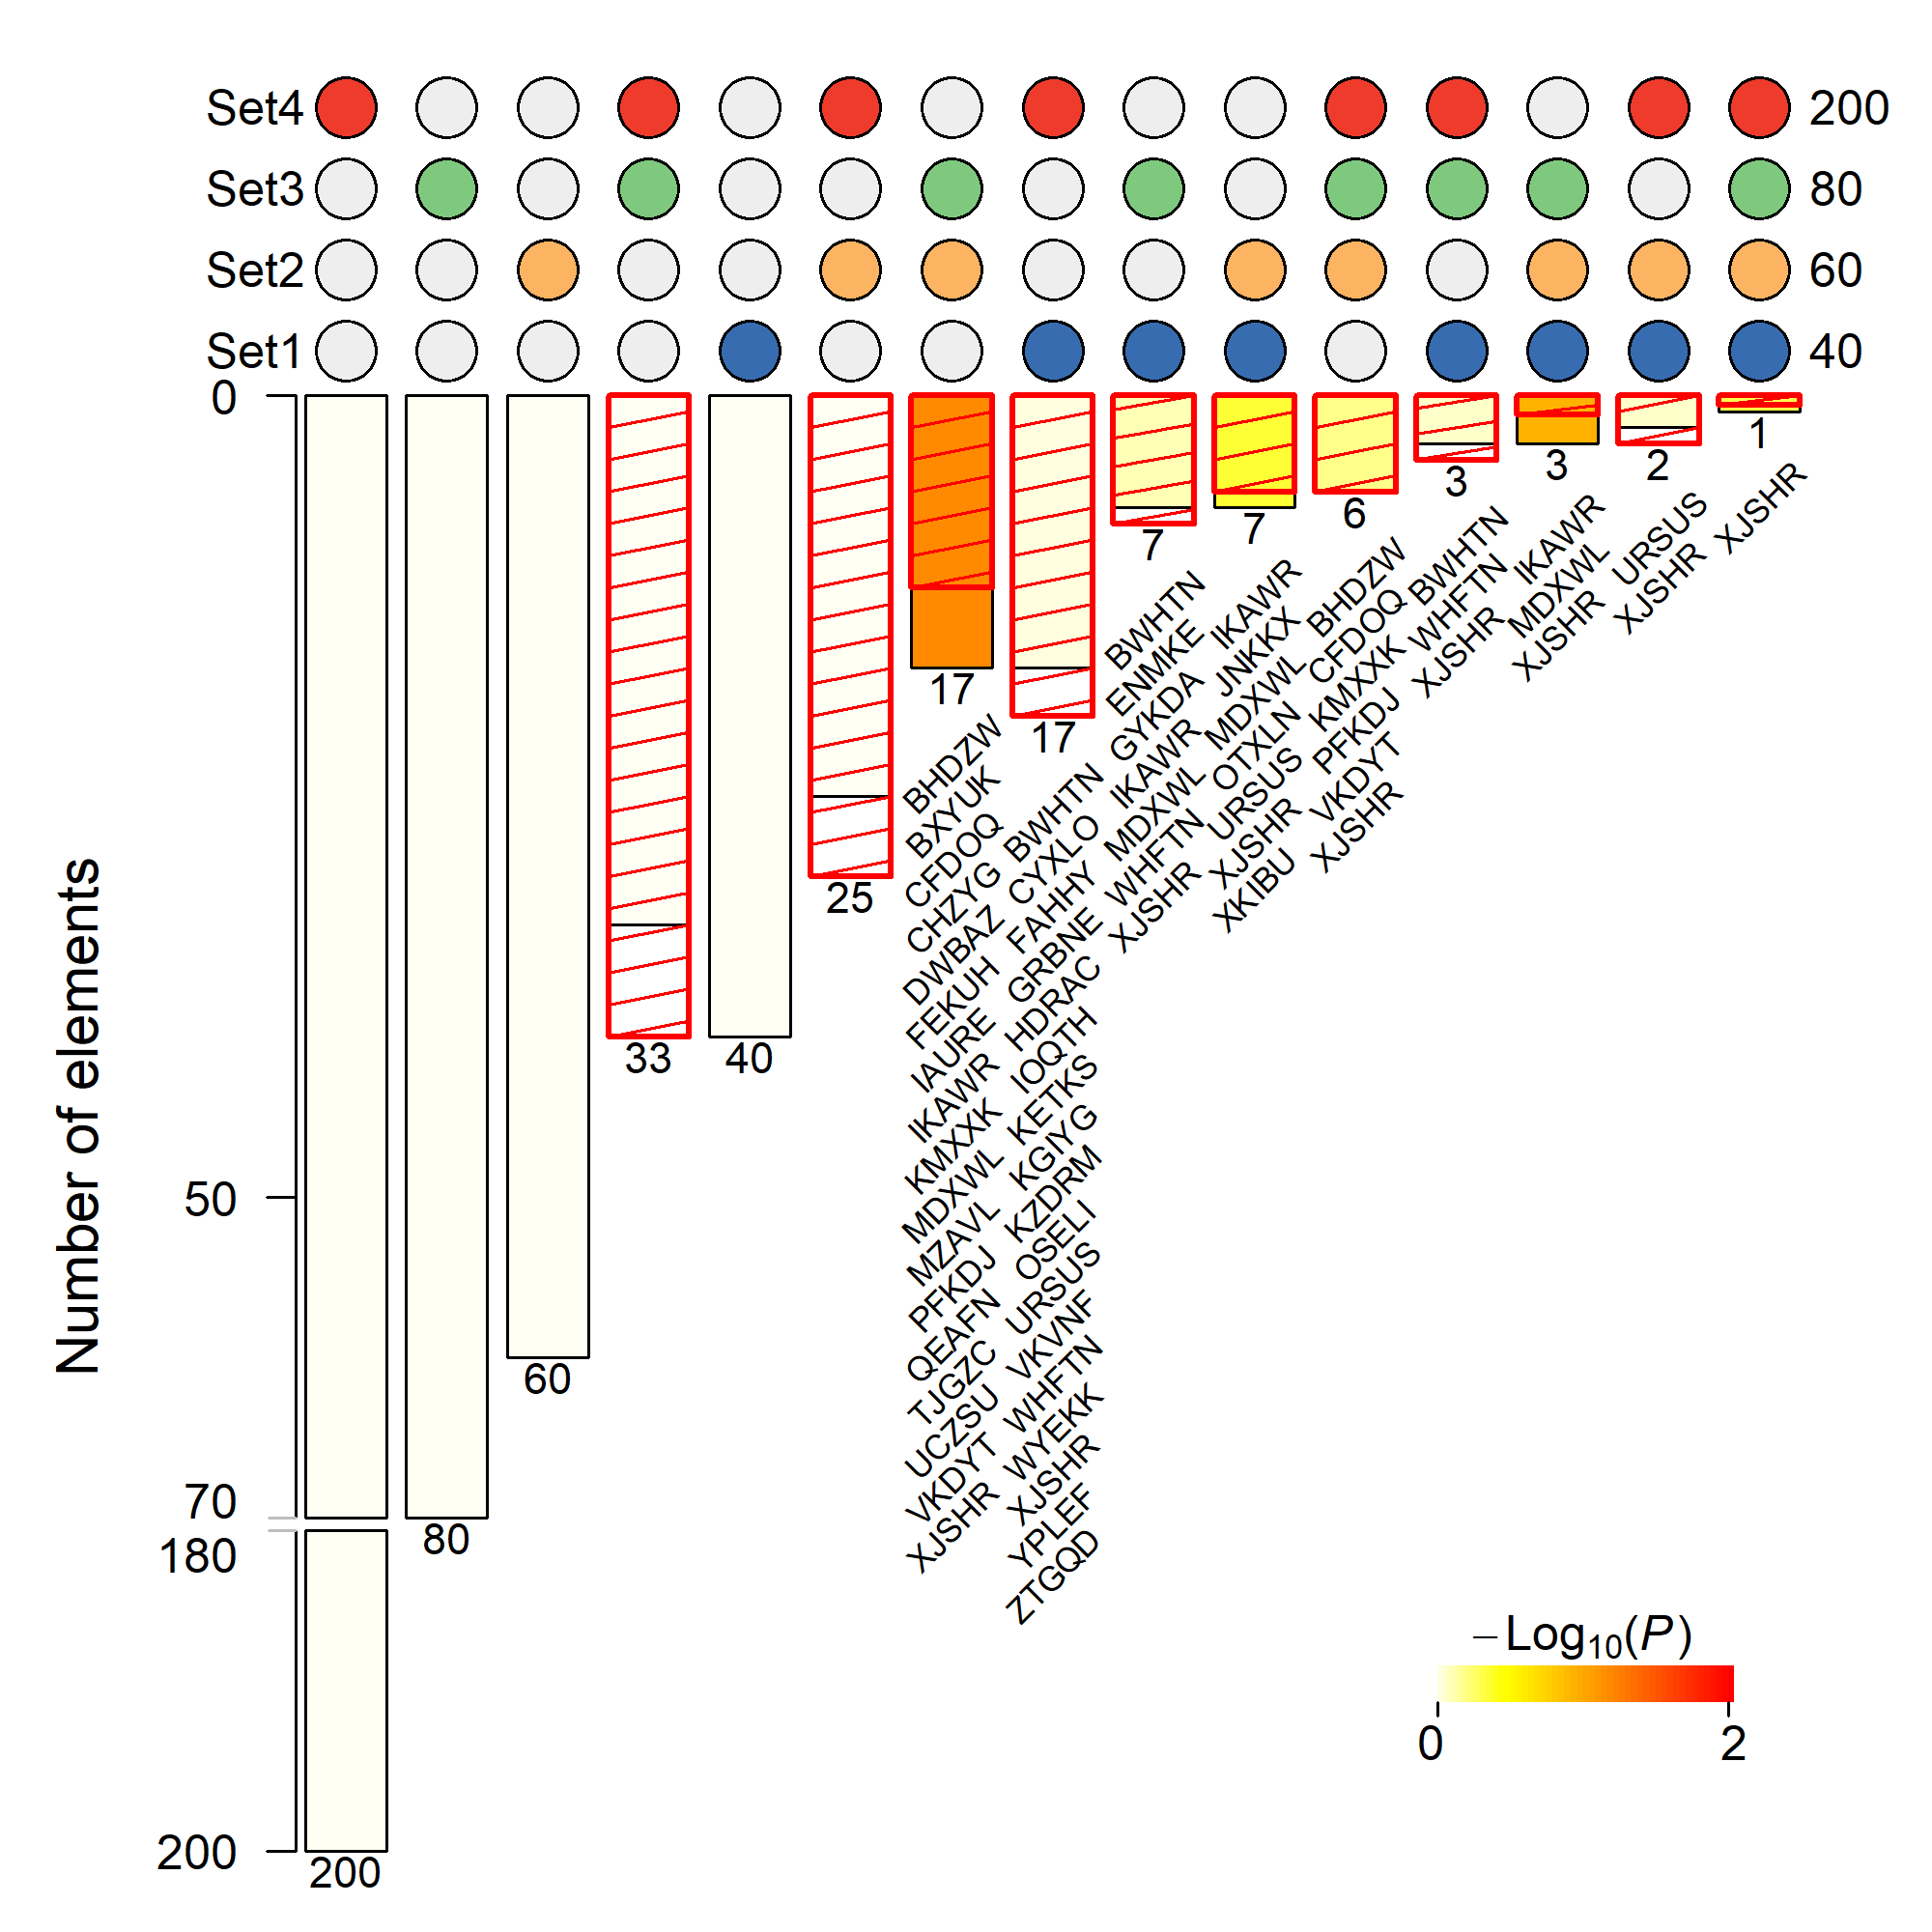 Set4 200
Set3 80
Set2 60
Set1 40
Number of elements
0
50
70
180
200
200
80
60
33
40
25
17
BHDZW
BXYUK
CFDOQ
CHZYG
DWBAZ
FEKUH
IAURE
IKAWR
KMXXK
MDXWL
MZAVL
PFKDJ
QEAFN
TJGZC
UCZSU
VKDYT
XJSHR
17
BWHTN
CYXLO
FAHHY
GRBNE
HDRAC
IOQTH
KETKS
KGIYG
KZDRM
OSELI
URSUS
VKVNF
WHFTN
WYEKK
XJSHR
YPLEF
ZTGQD
7
BWHTN
ENMKE
GYKDA
IKAWR
MDXWL
WHFTN
XJSHR
7
IKAWR
JNKKX
MDXWL
OTXLN
URSUS
XJSHR
XKIBU
6
BHDZW
CFDOQ
KMXXK
PFKDJ
VKDYT
XJSHR
3
BWHTN
WHFTN
XJSHR
3
IKAWR
MDXWL
XJSHR
2
URSUS
XJSHR
1
XJSHR
−Log10(P)
0 2